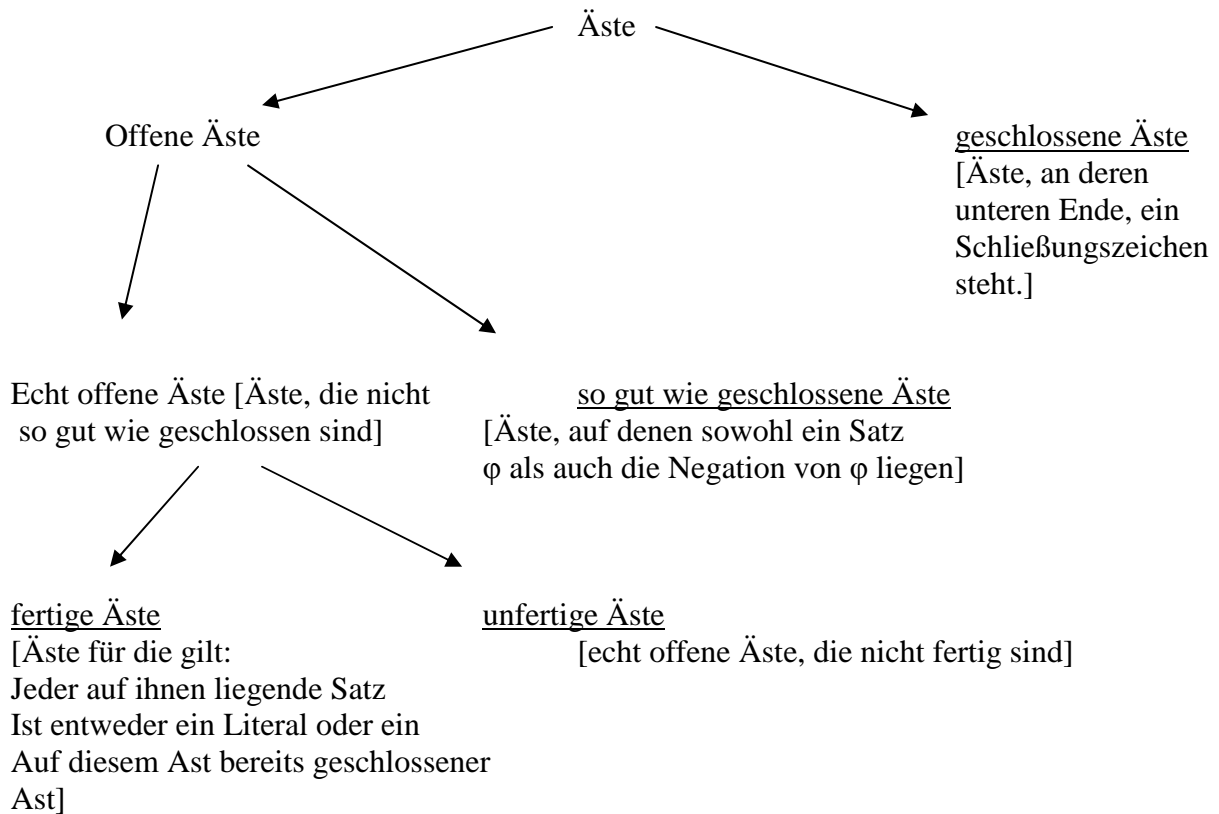 Äste
Offene Äste
geschlossene Äste
[Äste, an deren
unteren Ende, ein
Schließungszeichen
steht.]
Echt offene Äste [Äste, die nicht
so gut wie geschlossen sind]
so gut wie geschlossene Äste
[Äste, auf denen sowohl ein Satz
φ als auch die Negation von φ liegen]
fertige Äste
[Äste für die gilt:
Jeder auf ihnen liegende Satz
Ist entweder ein Literal oder ein
Auf diesem Ast bereits geschlossener
Ast]
unfertige Äste
[echt offene Äste, die nicht fertig sind]